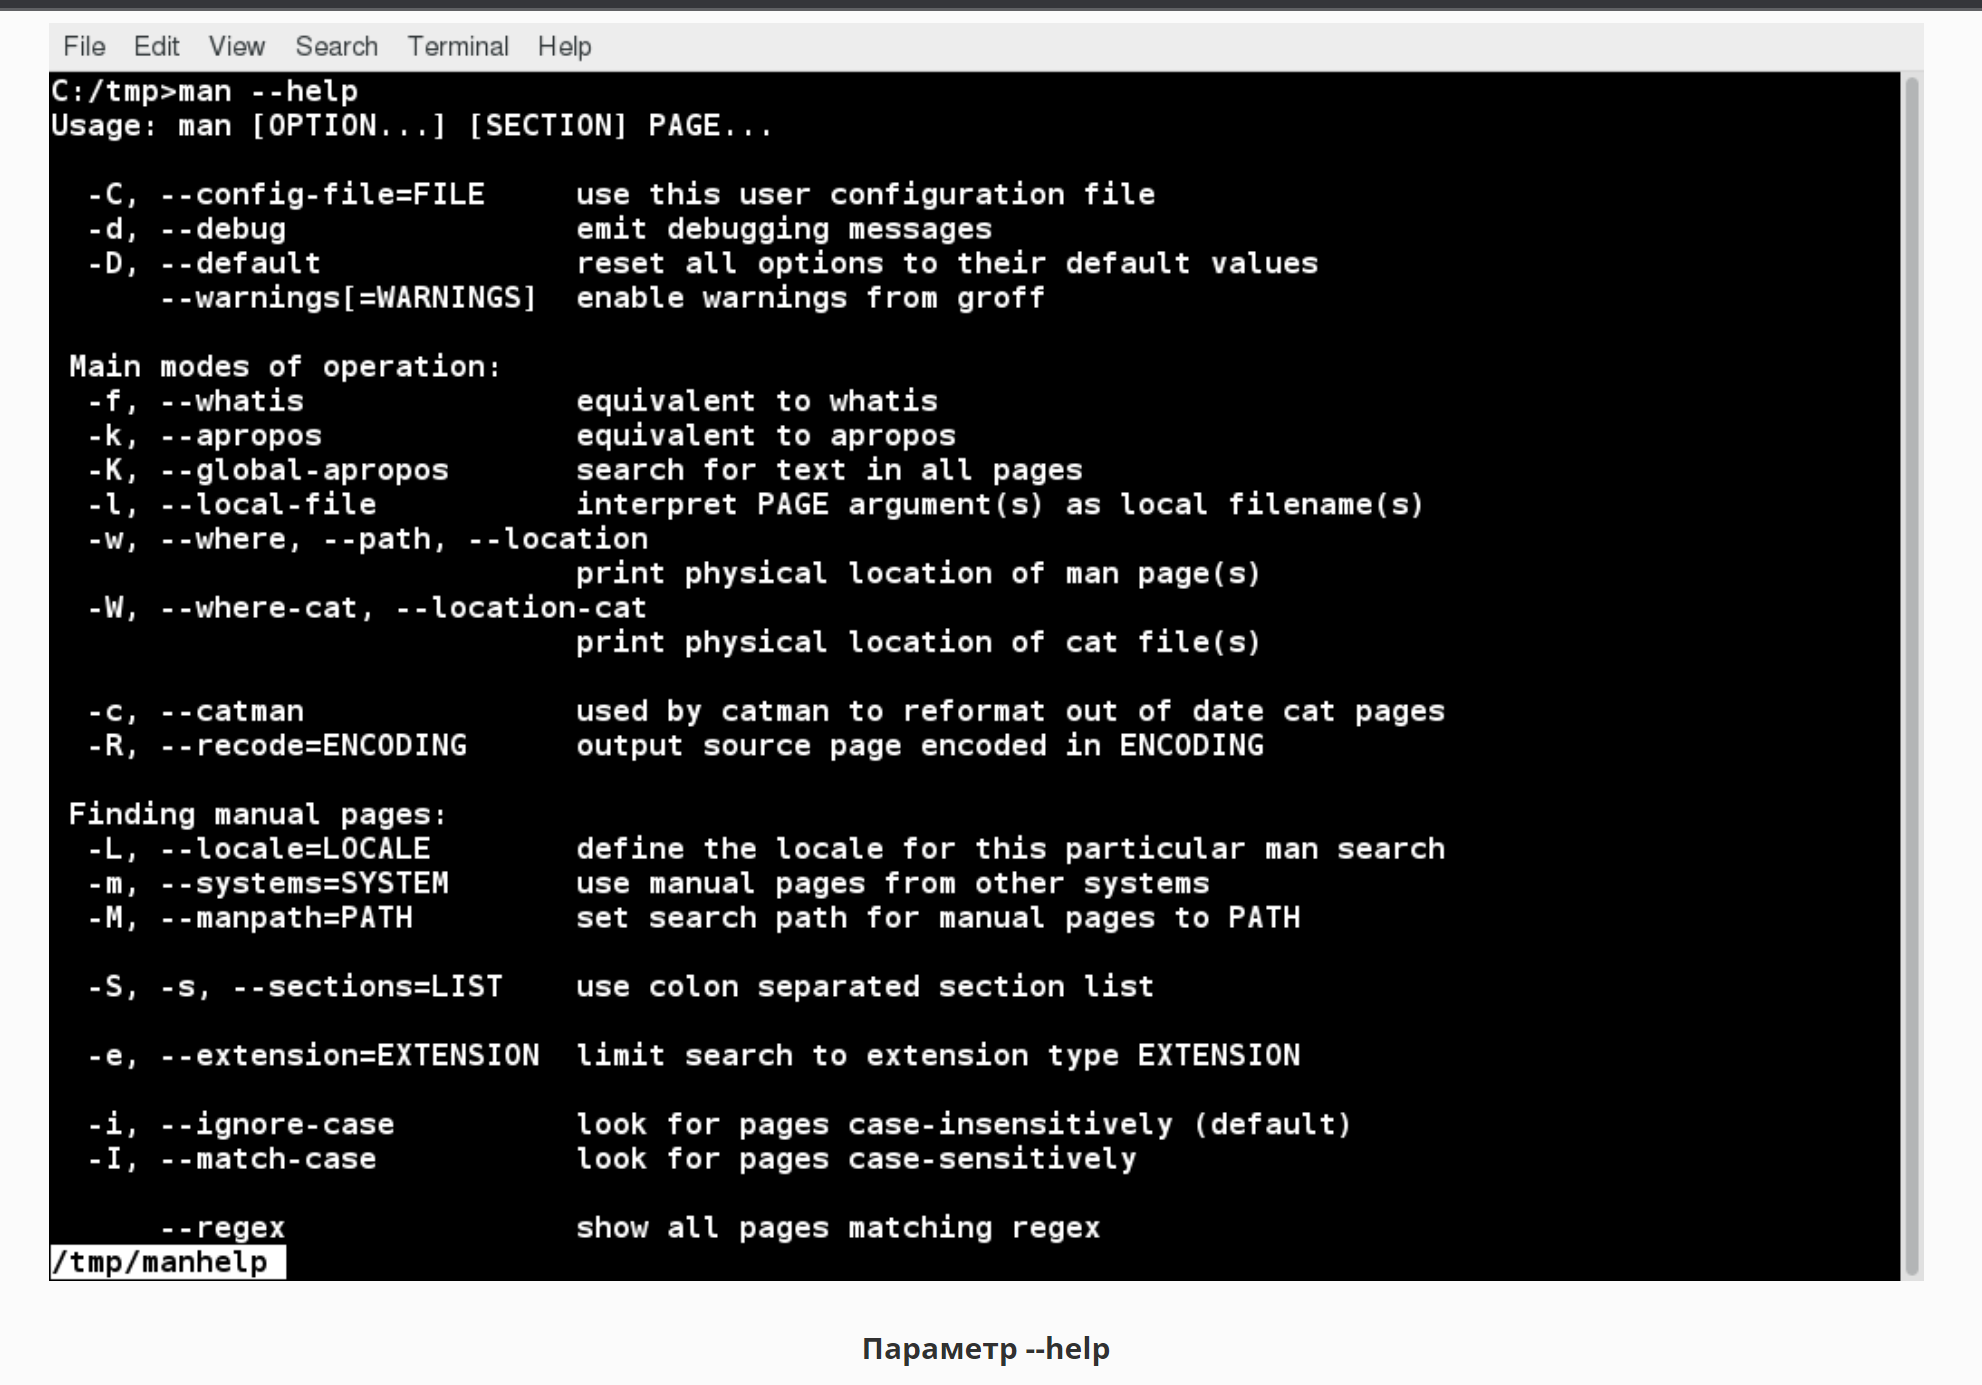 File Edit View Search Terminal Help
C:/tmp>man --help
Usage: man [OPTION...] [SECTION] PAGE...
-C, --config-file=FILE use this user configuration file
-d, --debug emit debugging messages
-D, --default reset all options to their default values
--warnings[=WARNINGS] enable warnings from groff
Main modes of operation:
-f, --whatis equivalent to whatis
-k, --apropos equivalent to apropos
-K, --global-apropos search for text in all pages
-l, --local-file interpret PAGE argument(s) as local filename(s)
-w, --where, --path, --location
print physical location of man page(s)
-W, --where-cat, --location-cat
print physical location of cat file(s)
-c, --catman used by catman to reformat out of date cat pages
-R, --recode=ENCODING output source page encoded in ENCODING
Finding manual pages:
-L, --locale=LOCALE define the locale for this particular man search
-m, --systems=SYSTEM use manual pages from other systems
-M, --manpath=PATH set search path for manual pages to PATH
-S, -s, --sections=LIST use colon separated section list
-e, --extension=EXTENSION limit search to extension type EXTENSION
-i, --ignore-case look for pages case-insensitively (default)
-I, --match-case look for pages case-sensitively
--regex show all pages matching regex
/tmp/manhelp
Параметр --help